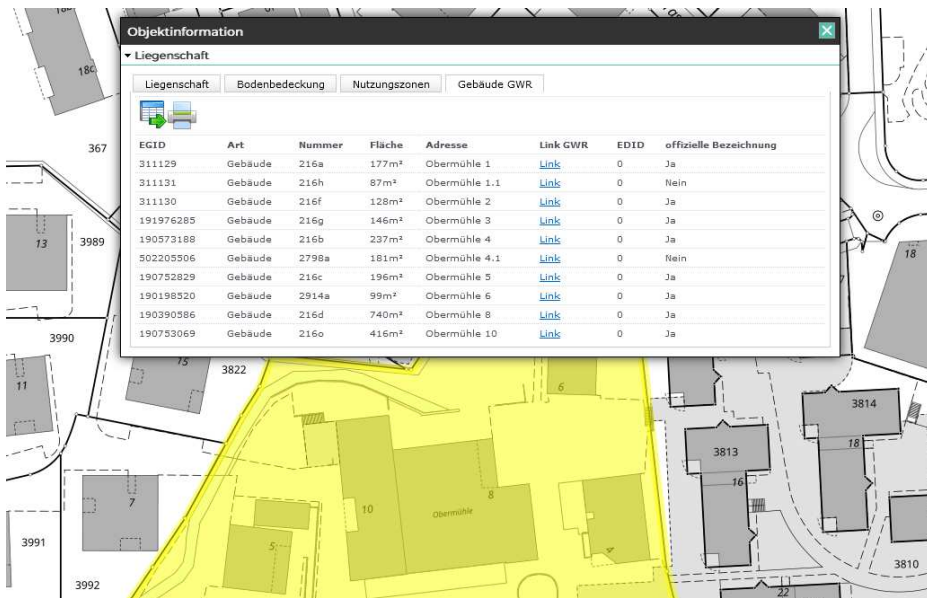 Objektinformation
Liegenschaft
Liegenschaft Bodenbedeckung Nutzungszonen Gebäude GWR
EGID Art Nummer Fläche Adresse Link GWR EDID offizielle Bezeichnung
311129 Gebäude 216a 177m² Obermühle 1 Link 0 Ja
311131 Gebäude 216h 87m² Obermühle 1.1 Link 0 Nein
311130 Gebäude 216f 128m² Obermühle 2 Link 0 Ja
191976285 Gebäude 216g 146m² Obermühle 3 Link 0 Ja
190573188 Gebäude 216b 237m² Obermühle 4 Link 0 Ja
502205506 Gebäude 2798a 181m² Obermühle 4.1 Link 0 Nein
190752829 Gebäude 216c 196m² Obermühle 5 Link 0 Ja
190198520 Gebäude 2914a 99m² Obermühle 6 Link 0 Ja
190390586 Gebäude 216d 740m² Obermühle 8 Link 0 Ja
190753069 Gebäude 216o 416m² Obermühle 10 Link 0 Ja
18c
367
13
3989
18
3990
15
3822
11
6
3814
3813
18
16
7
8
10
Obermühle
5
4
3991
3992
3810
22